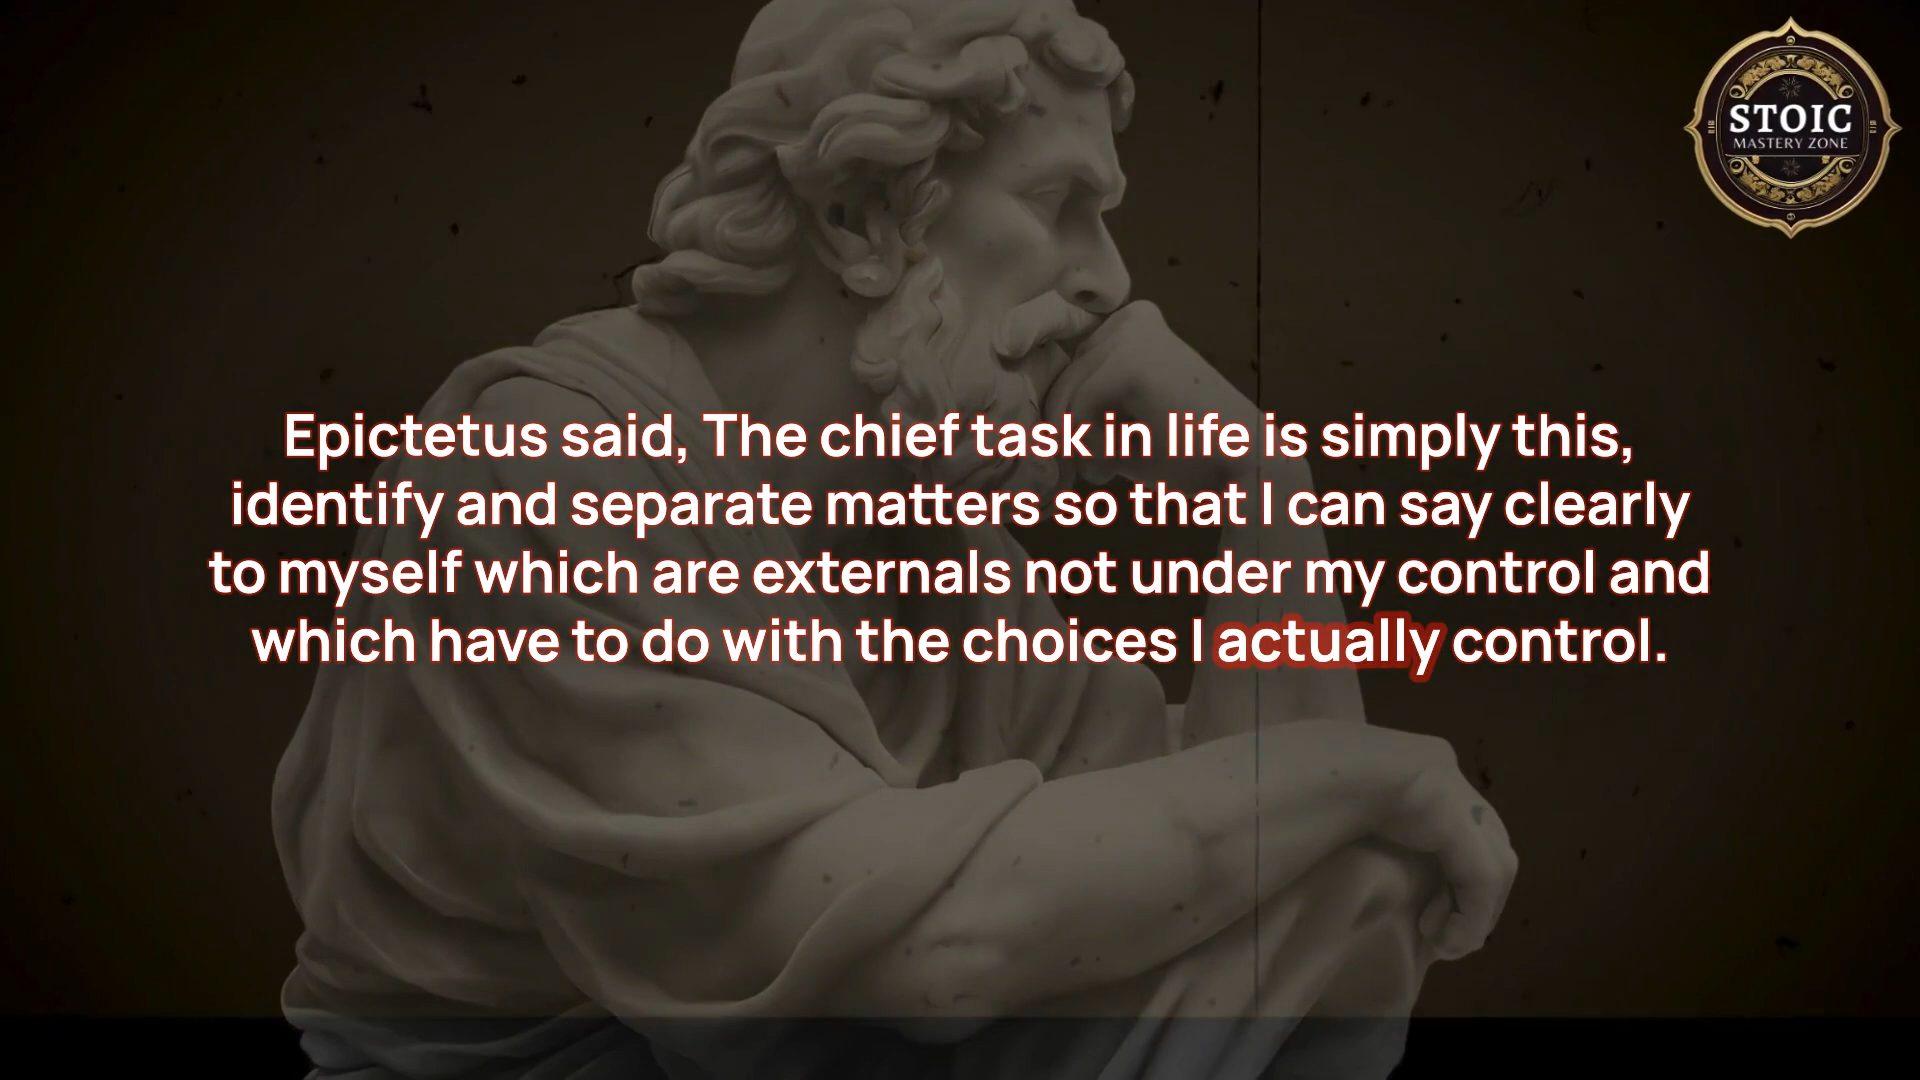 STOIC
MASTERY ZONE
Epictetus said, The chief task in life is simply this,
identify and separate matters so that I can say clearly
to myself which are externals not under my control and
which have to do with the choices I actually control.